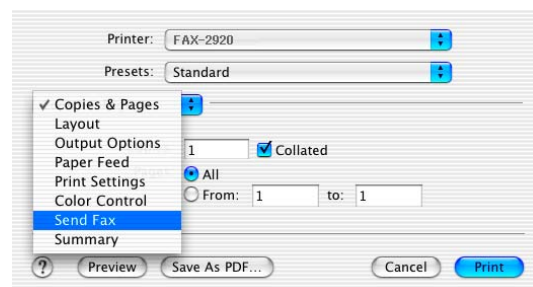 Printer: FAX-2920
Presets: Standard
✓ Copies & Pages
Layout
Output Options
Paper Feed
Print Settings
Color Control
Send Fax
Summary
1 Collated
All
From: 1 to: 1
? Preview Save As PDF... Cancel Print